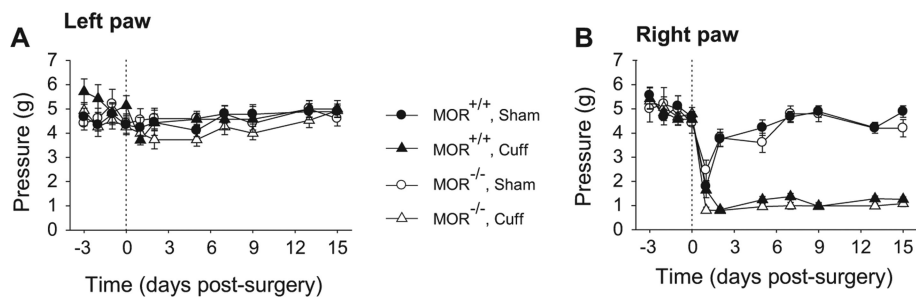 A Left paw
Pressure (g)
7
6
5
4
3
2
1
0
-3 0 3 6 9 12 15
Time (days post-surgery)
MOR+/+, Sham
MOR+/+, Cuff
MOR-/-, Sham
MOR-/-, Cuff
B Right paw
Pressure (g)
7
6
5
4
3
2
1
0
-3 0 3 6 9 12 15
Time (days post-surgery)